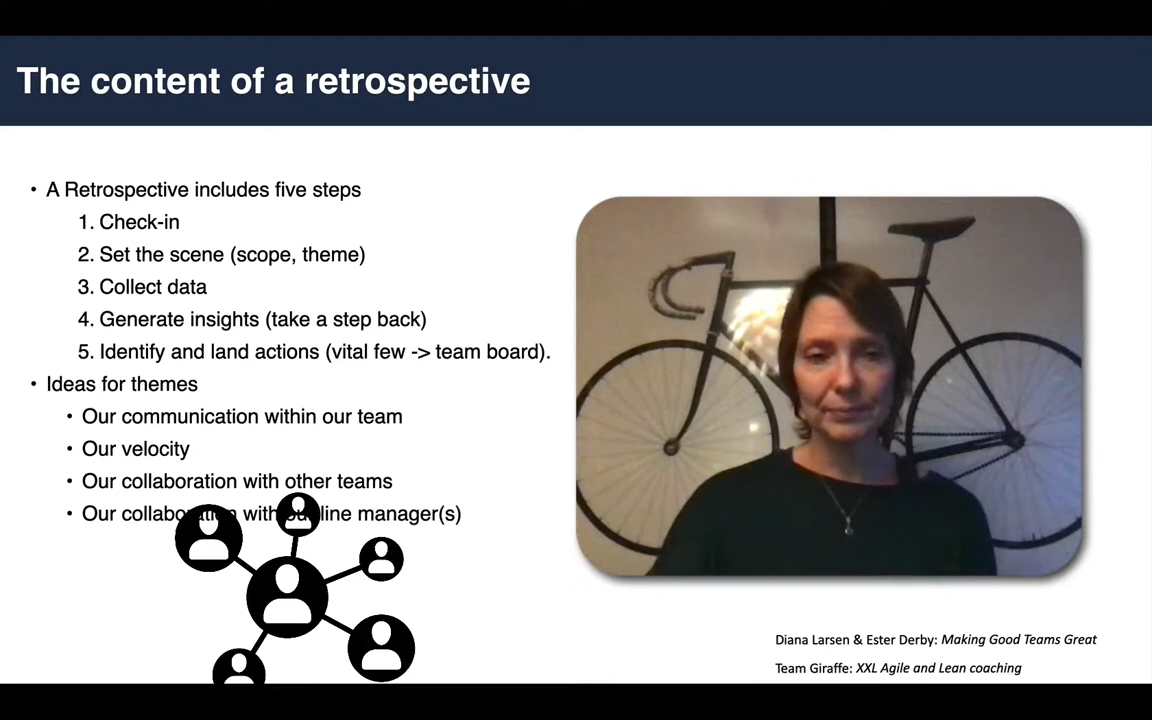 The content of a retrospective
• A Retrospective includes five steps
1. Check-in
2. Set the scene (scope, theme)
3. Collect data
4. Generate insights (take a step back)
5. Identify and land actions (vital few -> team board).
• Ideas for themes
• Our communication within our team
• Our velocity
• Our collaboration with other teams
• Our collaboration with our line manager(s)
Diana Larsen & Ester Derby: Making Good Teams Great
Team Giraffe: XXL Agile and Lean coaching